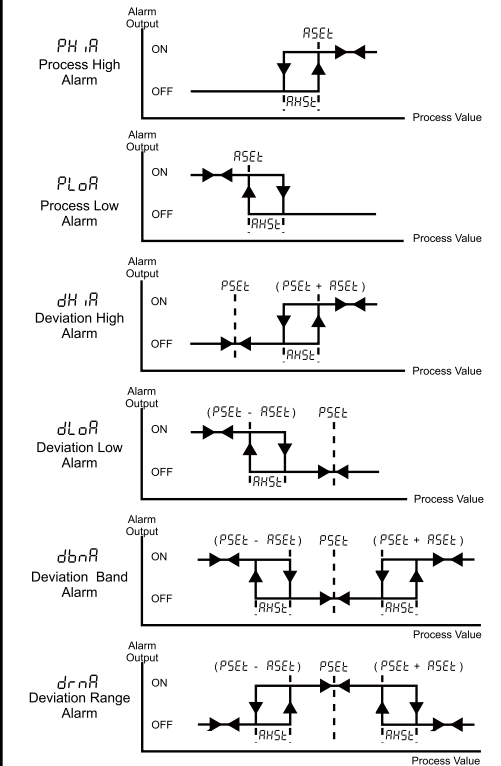 Alarm
Output
PHiA
Process High
Alarm
ON
OFF
ASEt
AHSt
Process Value
Alarm
Output
PLoA
Process Low
Alarm
ON
OFF
ASEt
AHSt
Process Value
Alarm
Output
dHiA
Deviation High
Alarm
ON
OFF
PSEt (PSEt + ASEt)
AHSt
Process Value
Alarm
Output
dLoA
Deviation Low
Alarm
ON
OFF
(PSEt - ASEt) PSEt
AHSt
Process Value
Alarm
Output
dbnA
Deviation Band
Alarm
ON
OFF
(PSEt - ASEt) PSEt (PSEt + ASEt)
AHSt AHSt
Process Value
Alarm
Output
drnA
Deviation Range
Alarm
ON
OFF
(PSEt - ASEt) PSEt (PSEt + ASEt)
AHSt AHSt
Process Value